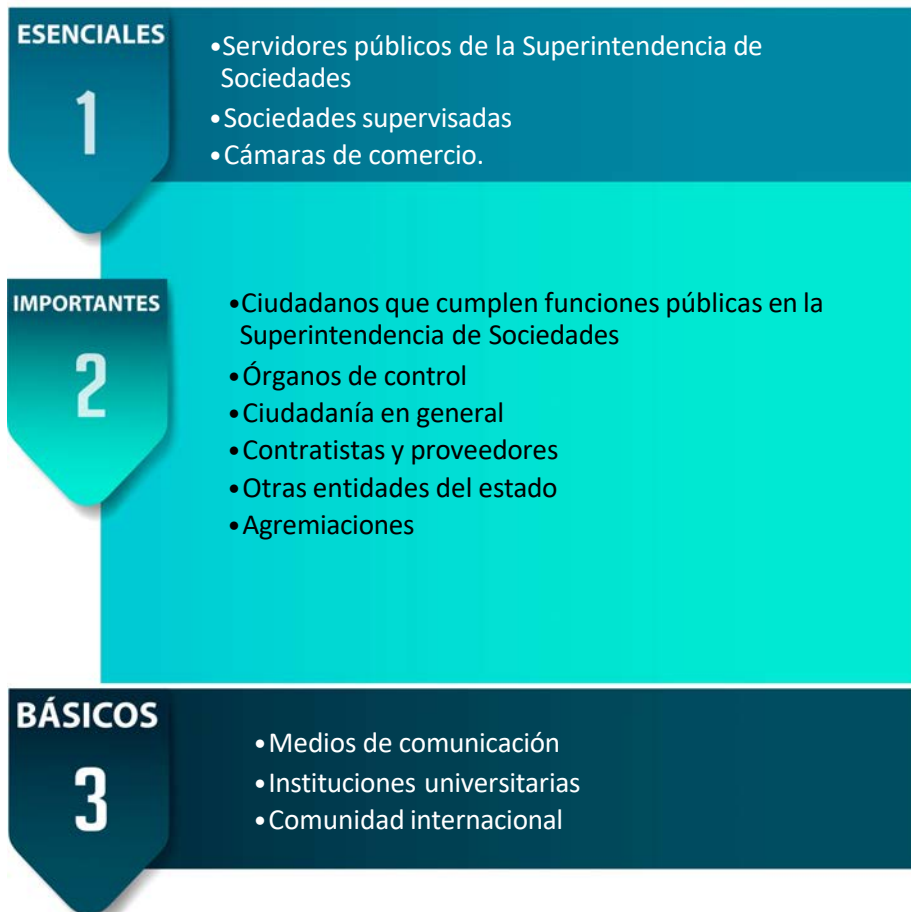 ESENCIALES
1
•Servidores públicos de la Superintendencia de
Sociedades
•Sociedades supervisadas
•Cámaras de comercio.
IMPORTANTES
2
•Ciudadanos que cumplen funciones públicas en la
Superintendencia de Sociedades
•Órganos de control
•Ciudadanía en general
•Contratistas y proveedores
•Otras entidades del estado
•Agremiaciones
BÁSICOS
3
•Medios de comunicación
•Instituciones universitarias
•Comunidad internacional